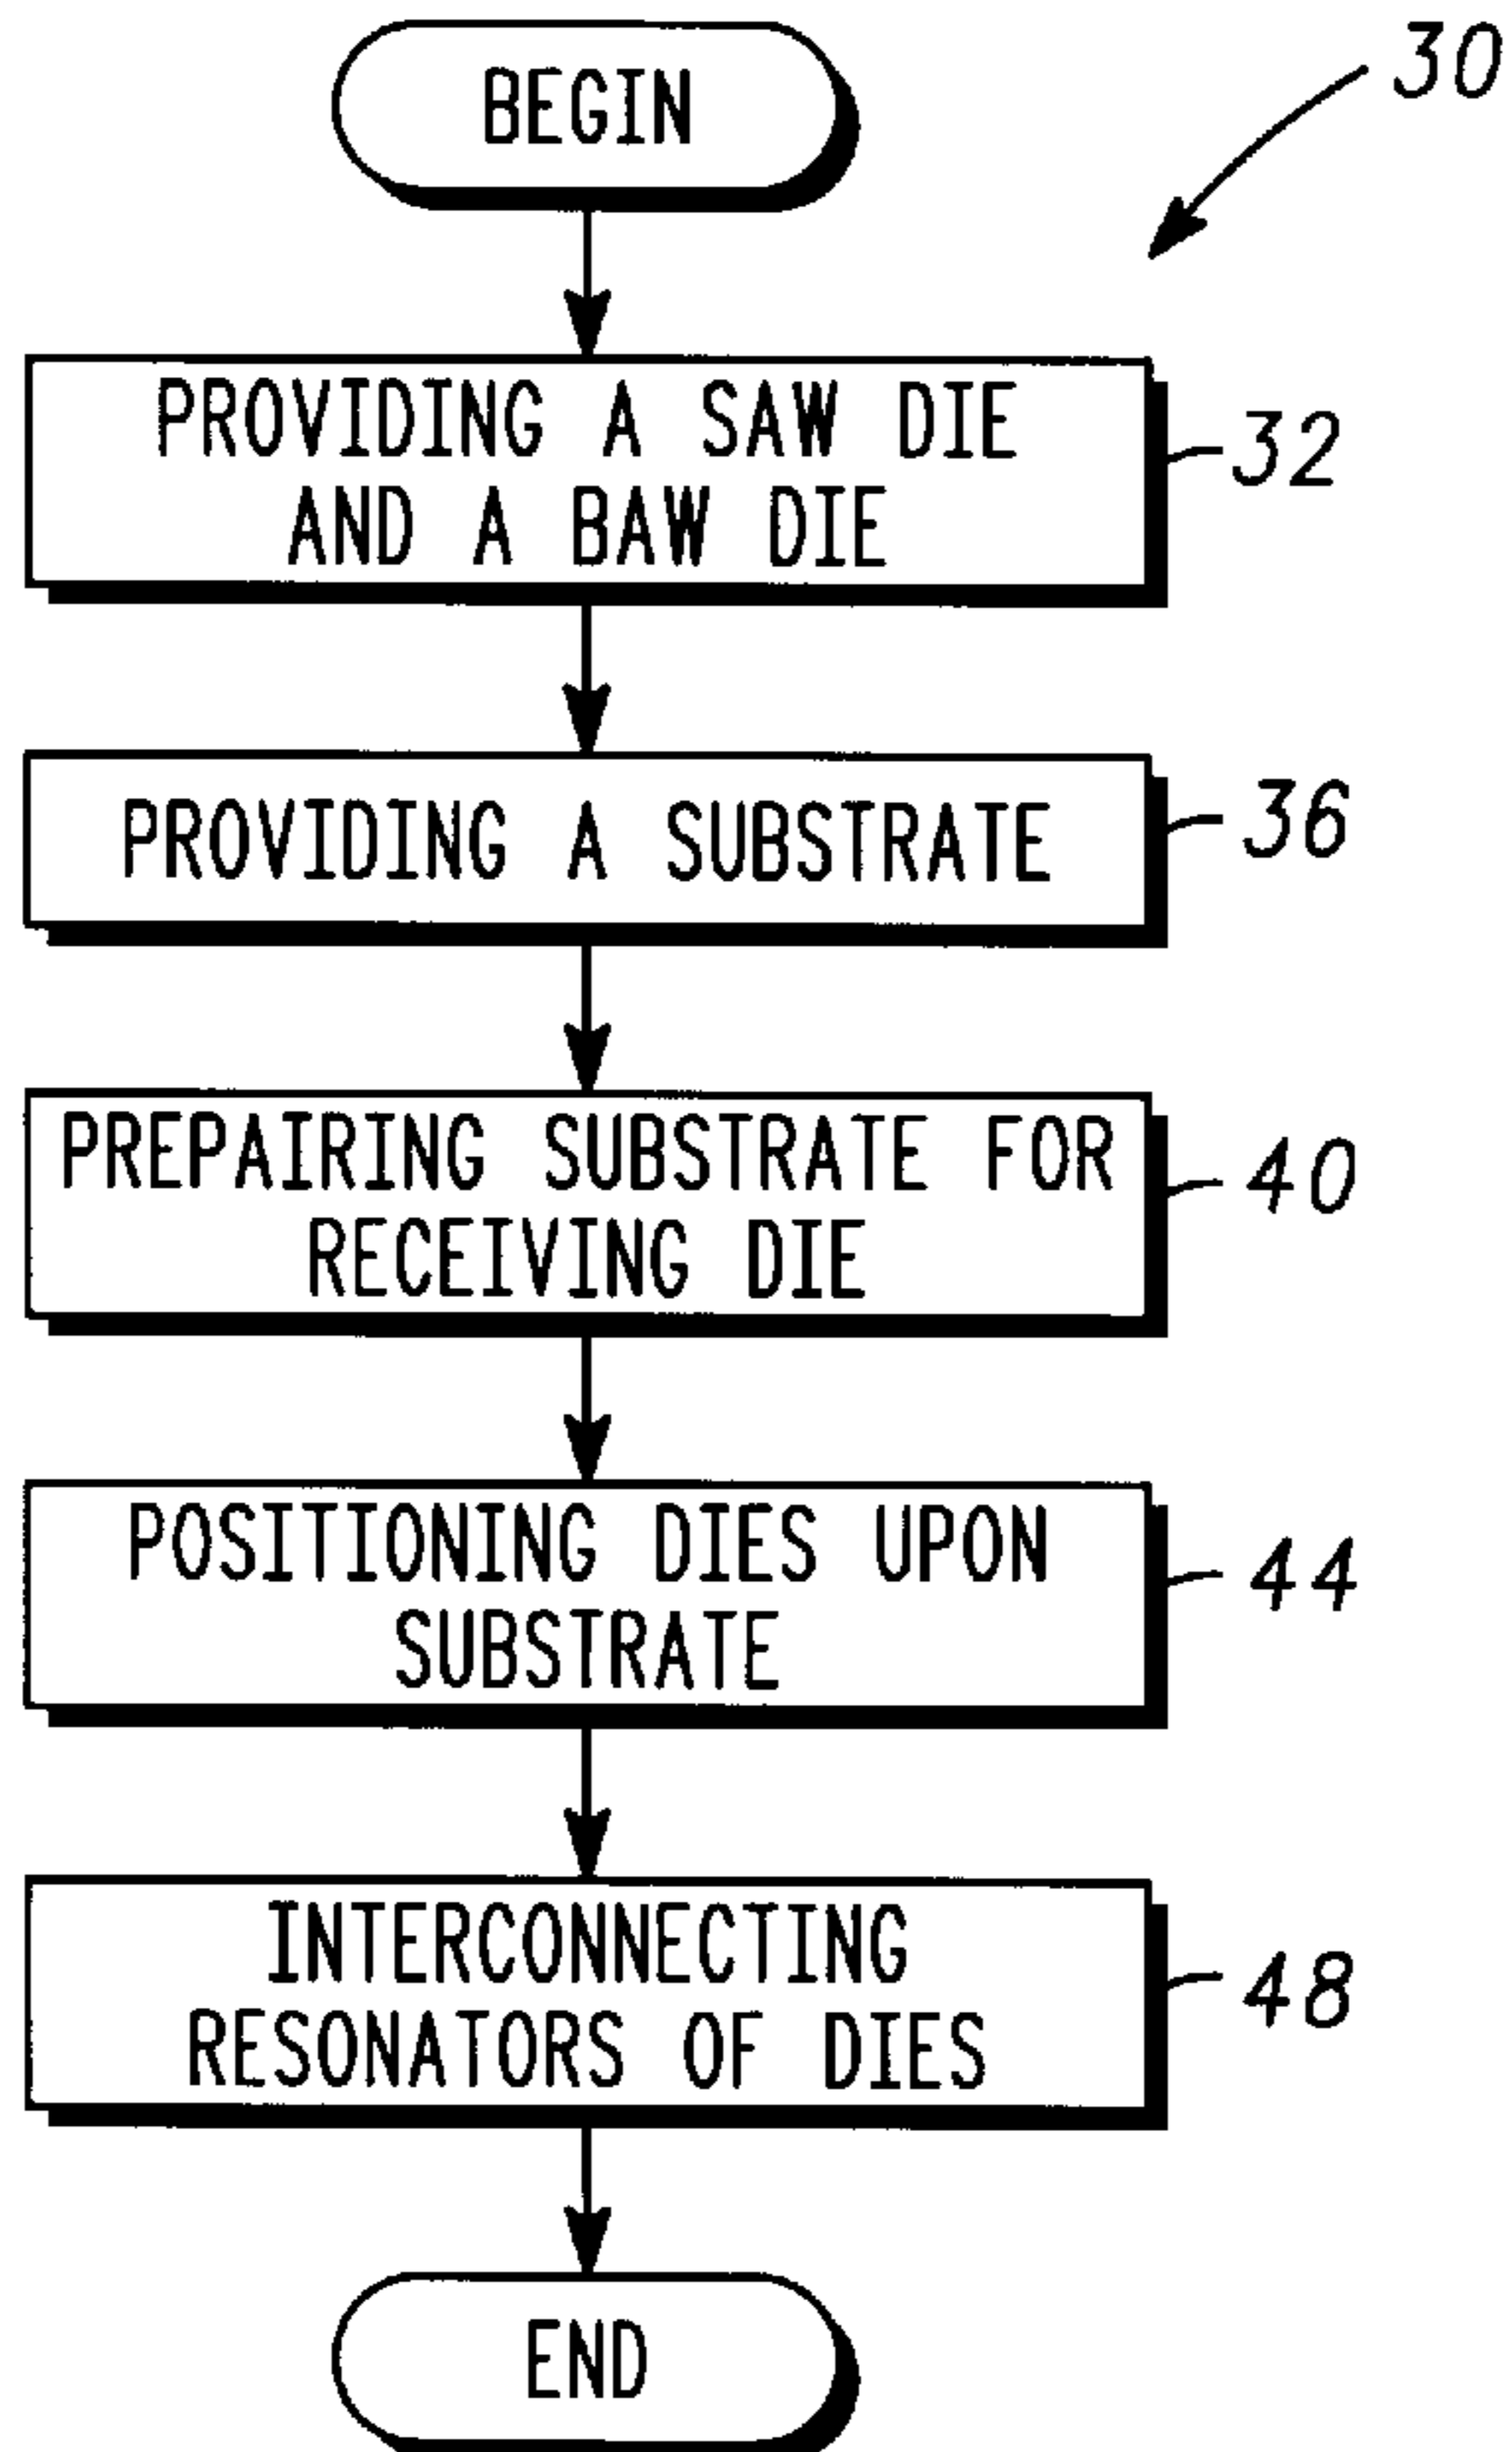 BEGIN
30
PROVIDING A SAW DIE
AND A BAW DIE
32
PROVIDING A SUBSTRATE
36
PREPAIRING SUBSTRATE FOR
RECEIVING DIE
40
POSITIONING DIES UPON
SUBSTRATE
44
INTERCONNECTING
RESONATORS OF DIES
48
END